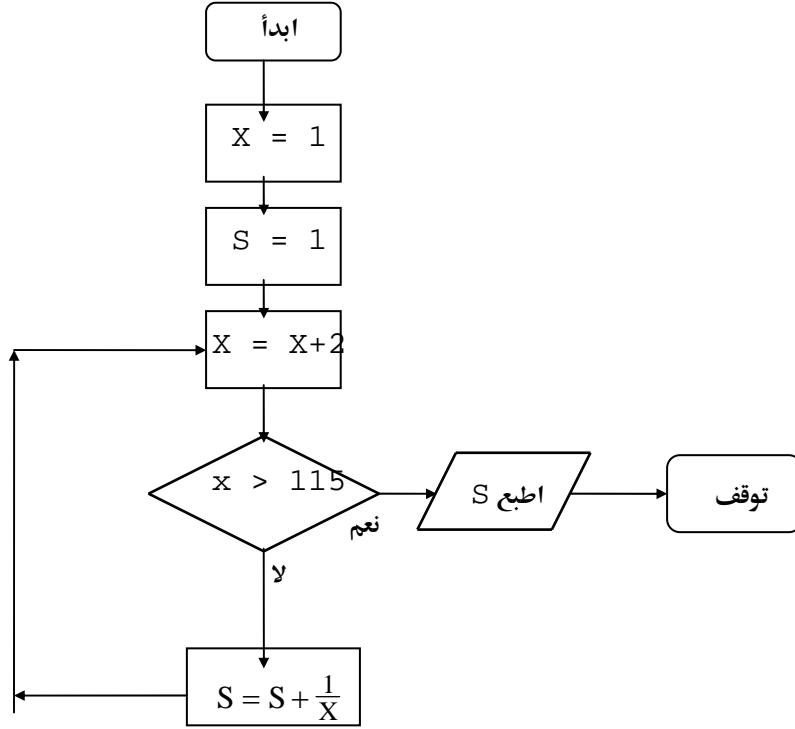 ابدأ
X = 1
S = 1
X = X+2
x > 115
نعم
اطبع S
توقف
لا
S = S + 1/X